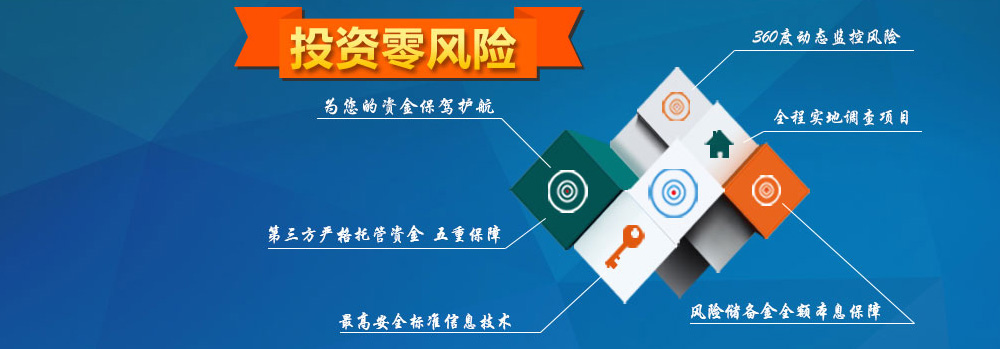 投资零风险
360度动态监控风险
为您的资金保驾护航
全程实地调查项目
第三方严格托管资金 五重保障
风险储备金全额本息保障
最高安全标准信息技术